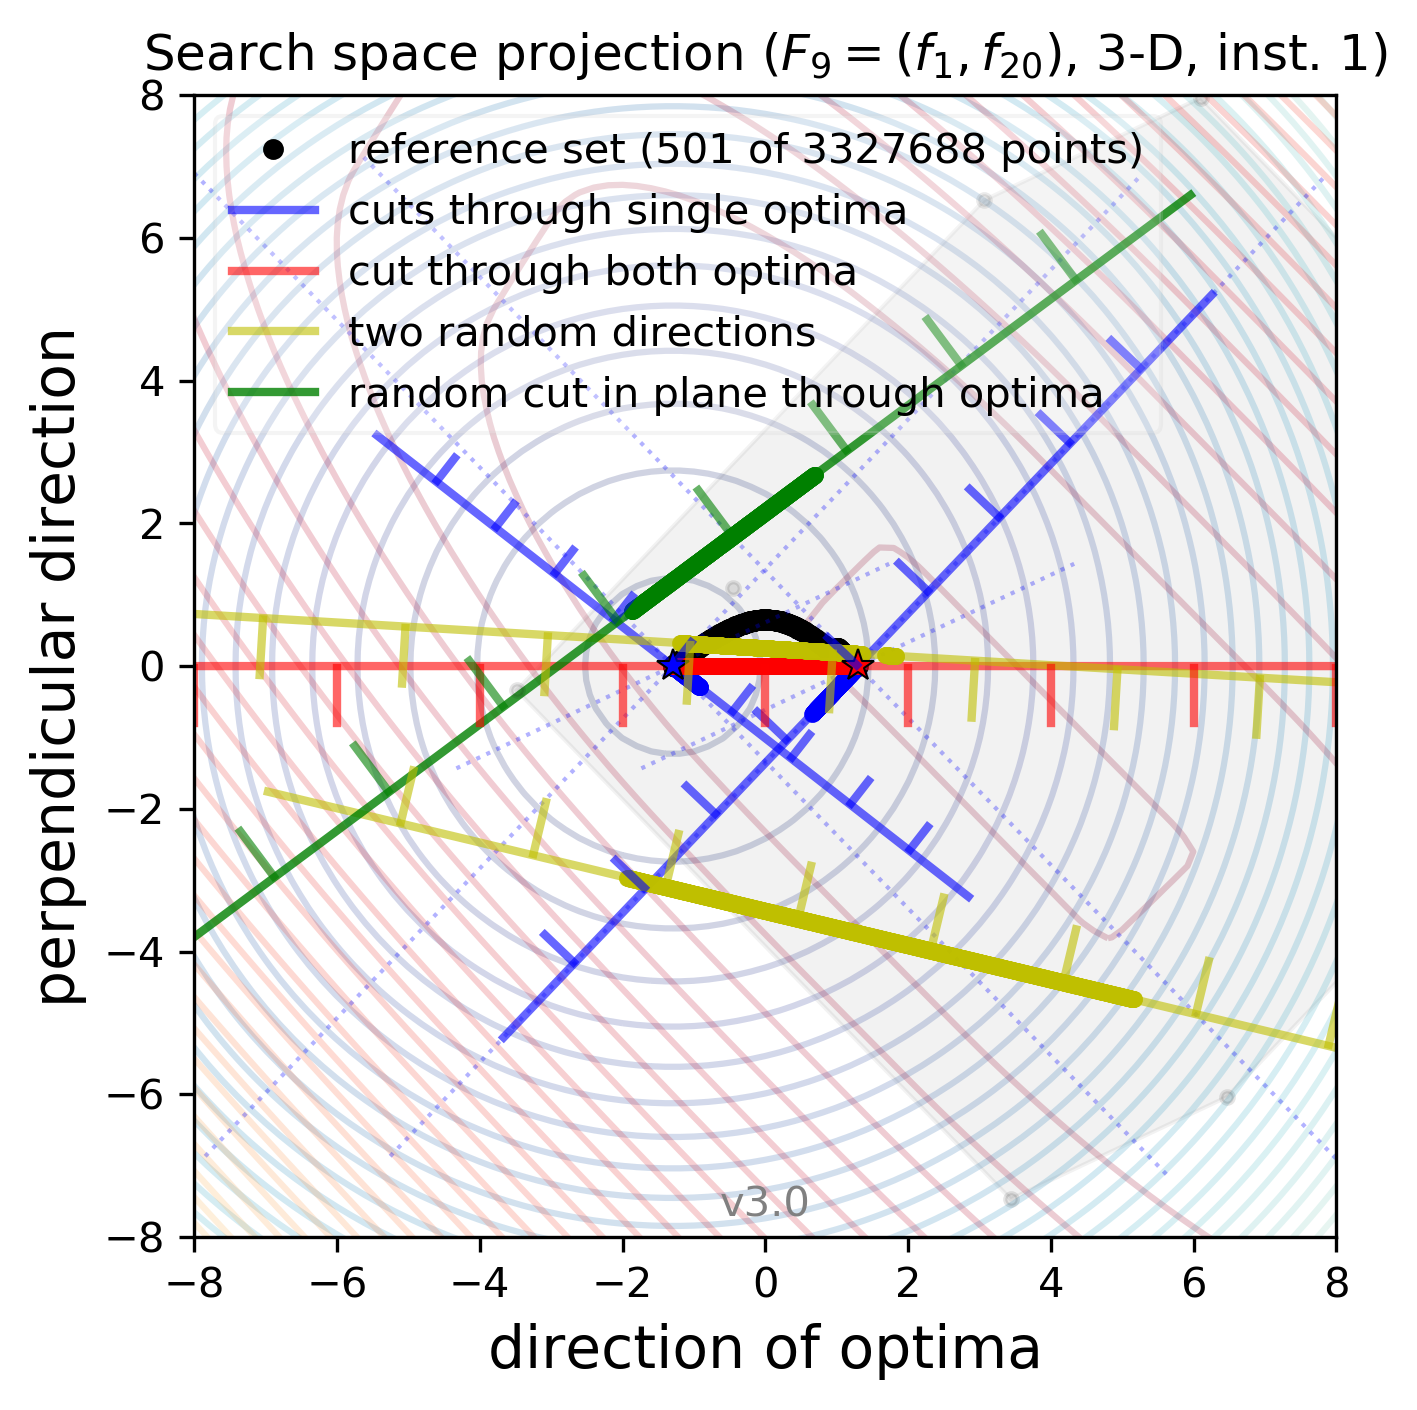 Search space projection (F₉ = (f₁, f₂₀), 3-D, inst. 1)
reference set (501 of 3327688 points)
cuts through single optima
cut through both optima
two random directions
random cut in plane through optima
perpendicular direction
8
6
4
2
0
−2
−4
−6
−8
v3.0
−8 −6 −4 −2 0 2 4 6 8
direction of optima